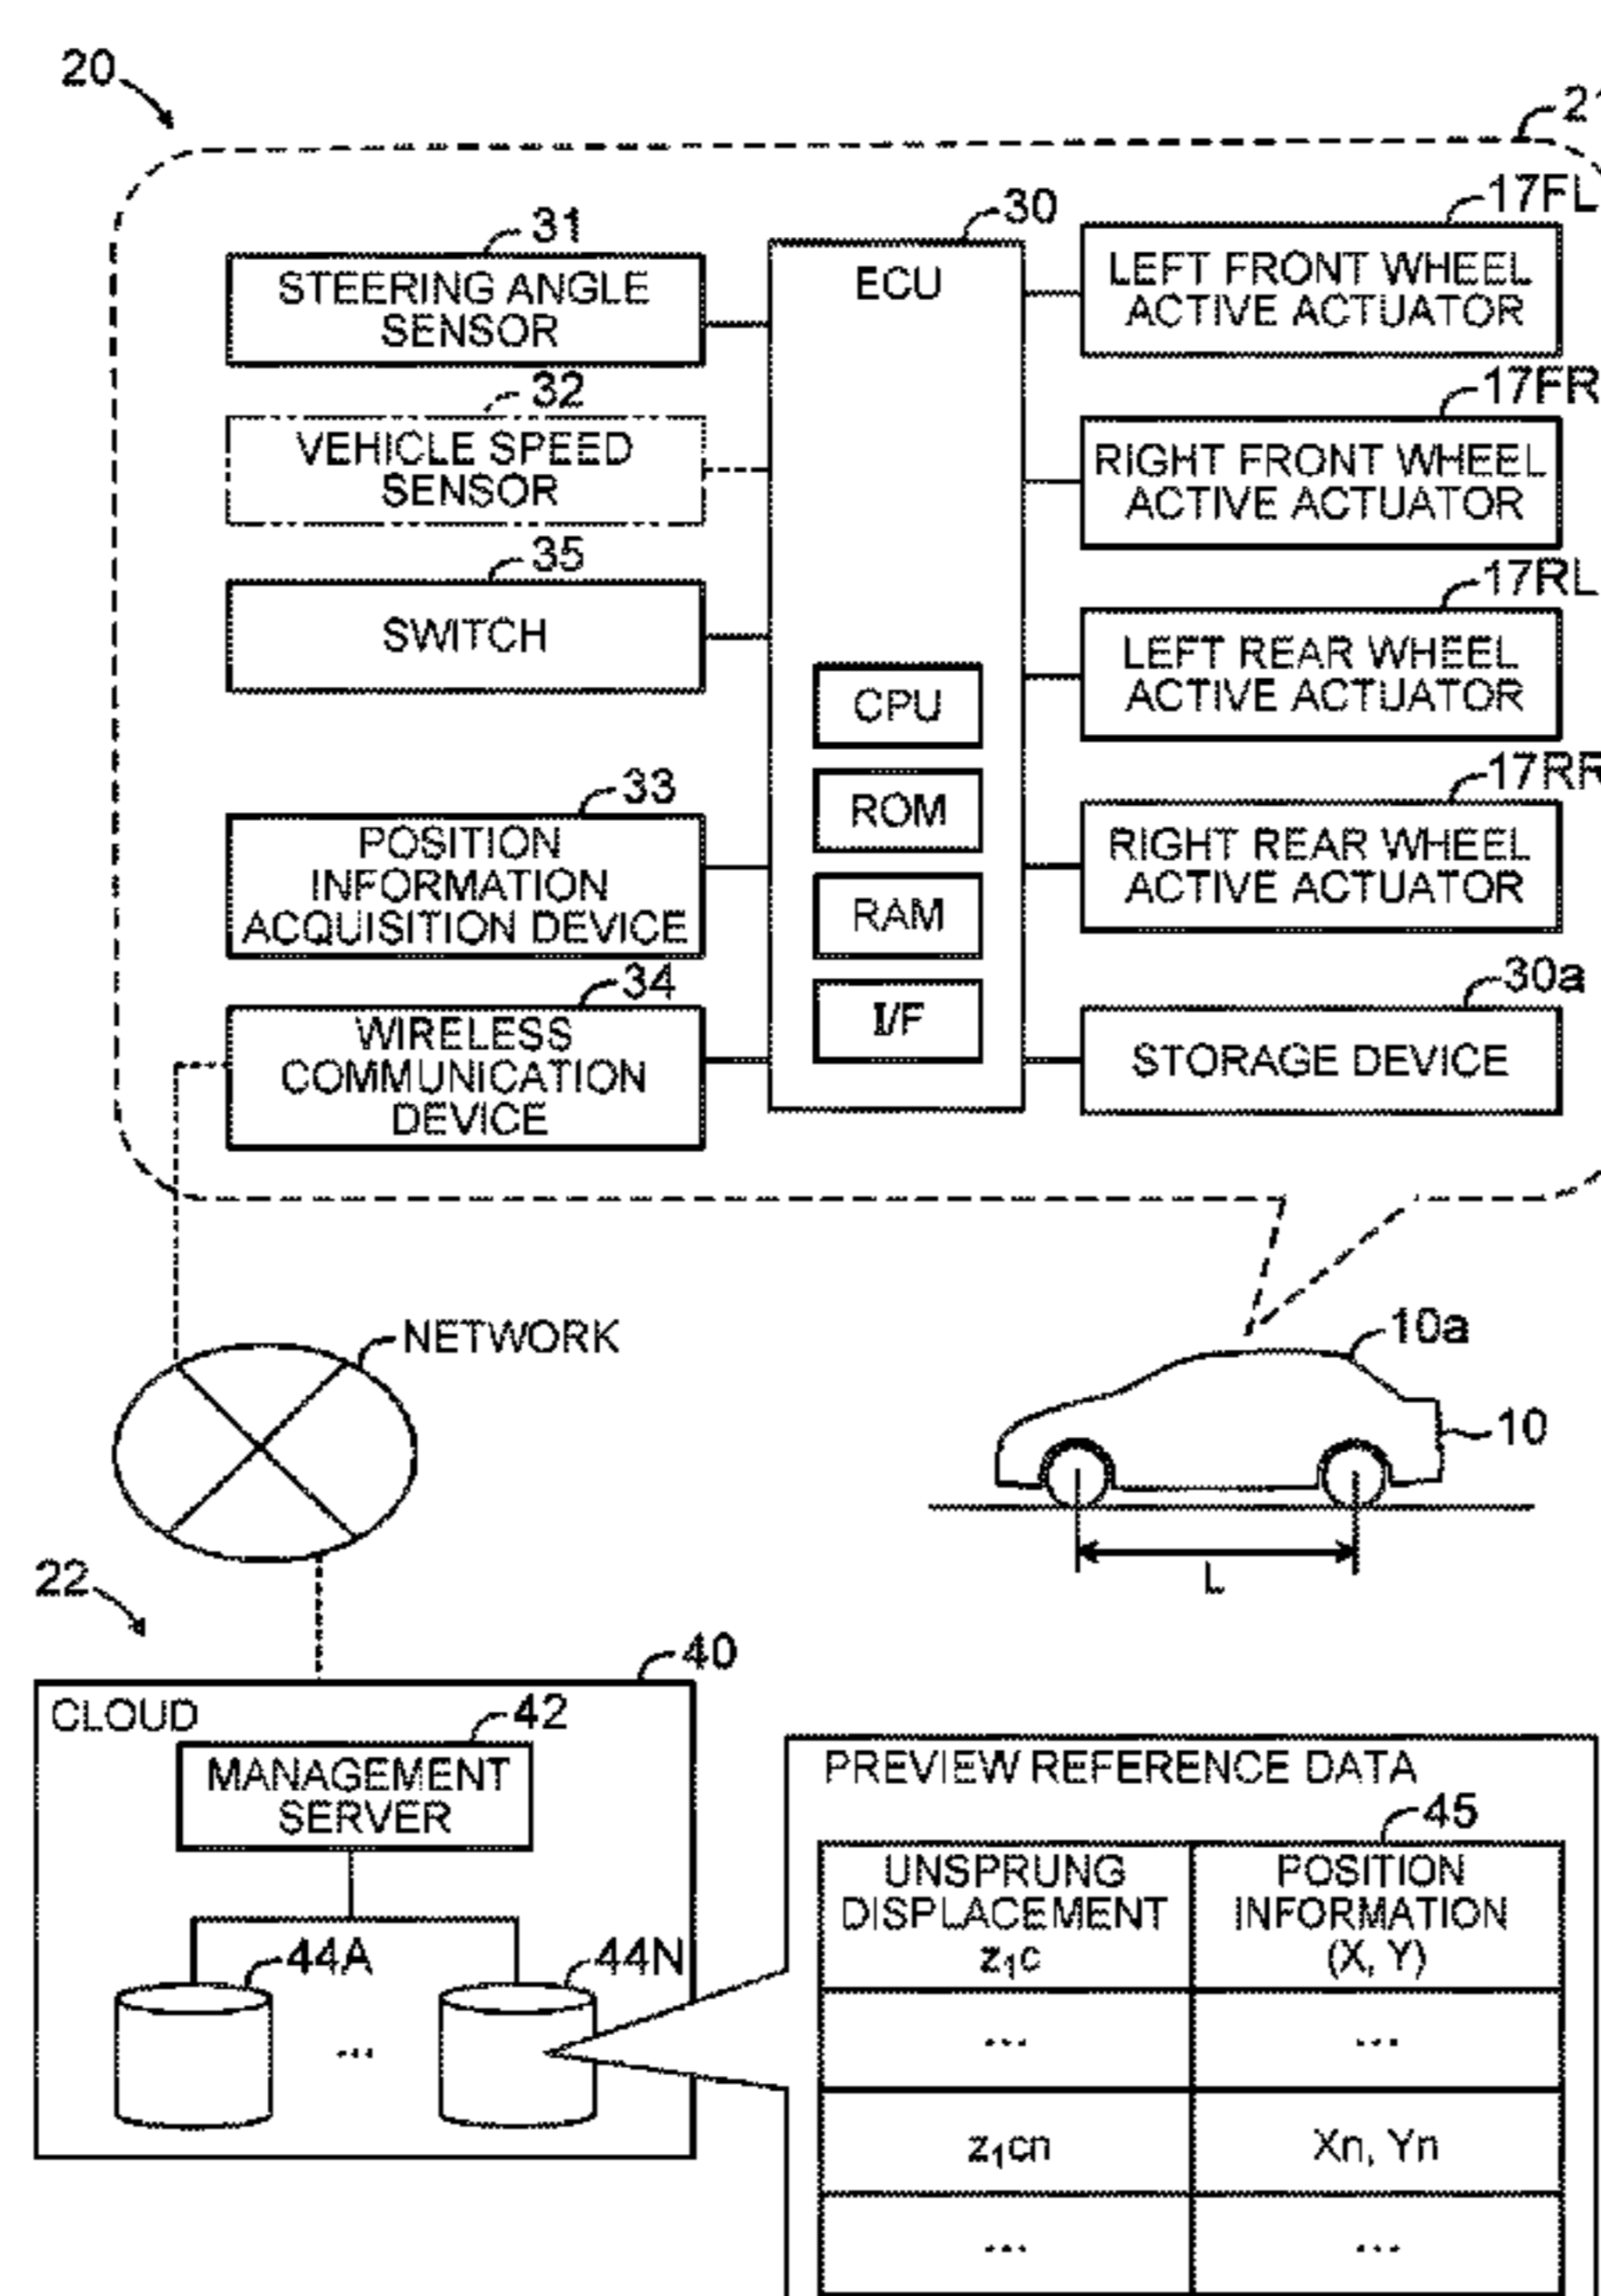 20
21
17FL
31
30
STEERING ANGLE
SENSOR
ECU
LEFT FRONT WHEEL
ACTIVE ACTUATOR
32
17FR
VEHICLE SPEED
SENSOR
RIGHT FRONT WHEEL
ACTIVE ACTUATOR
35
17RL
SWITCH
LEFT REAR WHEEL
ACTIVE ACTUATOR
CPU
33
17RR
POSITION
INFORMATION
ACQUISITION DEVICE
ROM
RIGHT REAR WHEEL
ACTIVE ACTUATOR
RAM
34
30a
WIRELESS
COMMUNICATION
DEVICE
I/F
STORAGE DEVICE
NETWORK
10a
10
L
22
40
CLOUD
42
MANAGEMENT
SERVER
44A
44N
...
PREVIEW REFERENCE DATA
45
UNSPRUNG
DISPLACEMENT
z₁c
POSITION
INFORMATION
(X, Y)
...
...
z₁cn
Xn, Yn
...
...